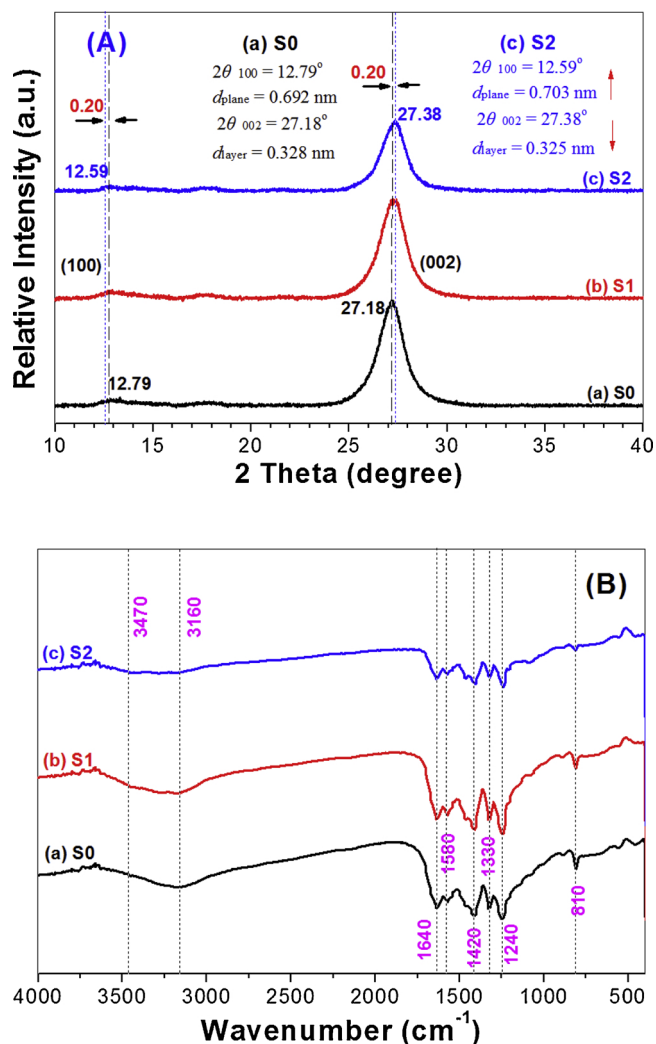 (A)
(a) S0
2θ 100 = 12.79°
dplane = 0.692 nm
2θ 002 = 27.18°
dlayer = 0.328 nm
0.20
(c) S2
2θ 100 = 12.59°
dplane = 0.703 nm
2θ 002 = 27.38°
dlayer = 0.325 nm
0.20
27.38
12.59
(c) S2
(100)
(002)
(b) S1
27.18
12.79
(a) S0
Relative Intensity (a.u.)
10 15 20 25 30 35 40
2 Theta (degree)
(B)
3470
3160
(c) S2
(b) S1
(a) S0
1640
1580
1420
1330
1240
810
4000 3500 3000 2500 2000 1500 1000 500
Wavenumber (cm⁻¹)